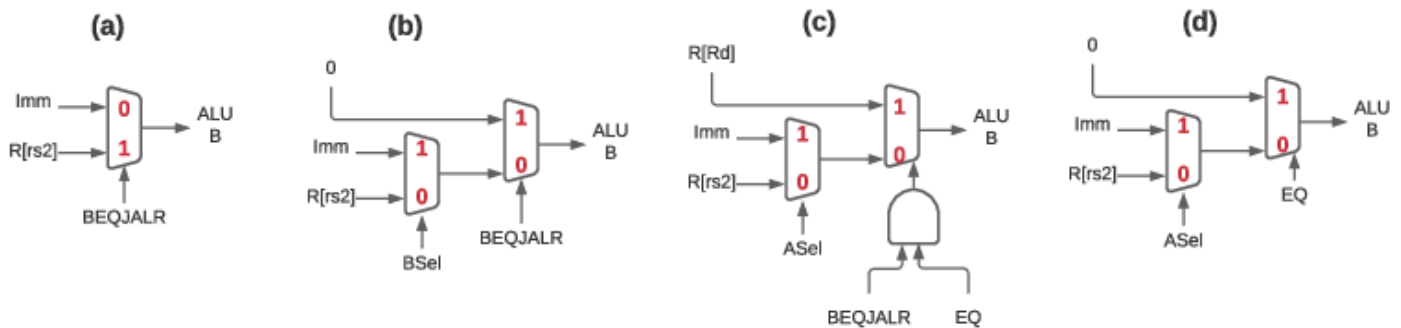 (a)
Imm
0
R[rs2]
1
ALU
B
BEQJALR
(b)
0
1
Imm
1
0
R[rs2]
0
ALU
B
BEQJALR
BSel
(c)
R[Rd]
1
Imm
1
0
R[rs2]
0
ALU
B
ASel
BEQJALR
EQ
(d)
0
1
Imm
1
0
R[rs2]
0
ALU
B
EQ
ASel